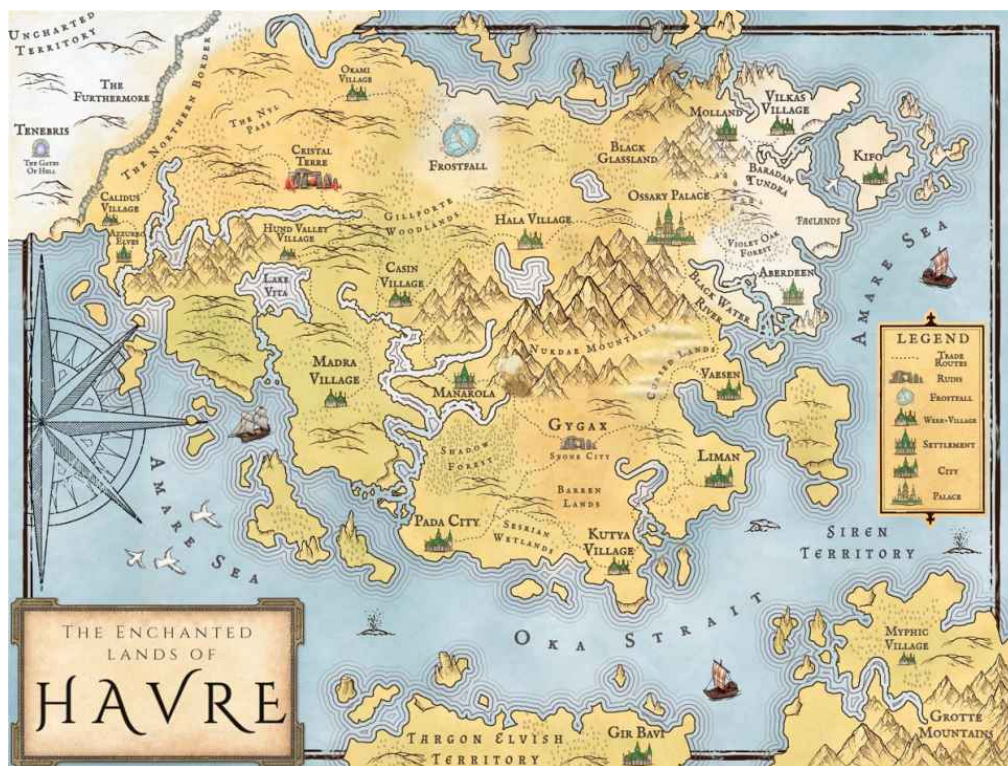 UNCHARTED
TERRITORY
THE
FURTHERMORE
TENEBRIS
THE GATES
OF HELL
THE NORTHERN BORDER
CALIDUS
VILLAGE
AZZURRO
ELVES
THE NYL
PASS
OKAMI
VILLAGE
CRISTAL
TERRE
FROSTFALL
BLACK
GLASSLAND
MOLLAND
VILKAS
VILLAGE
BARADAN
TUNDRA
KIFO
FAELANDS
OSSARY PALACE
VIOLET OAK
FOREST
ABERDEEN
GILLFORTE
WOODLANDS
HALA VILLAGE
HUND VALLEY
VILLAGE
LAKE
VITA
CASIN
VILLAGE
BLACK WATER
RIVER
NUKDAE MOUNTAINS
MADRA
VILLAGE
MANAKOLA
CURSED LANDS
VAESEN
GYGAX
STONE CITY
SHADOW
FOREST
BARREN
LANDS
LIMAN
PADA CITY
SESKIAN
WETLANDS
KUTYA
VILLAGE
AMARE SEA
AMARE SEA
LEGEND
TRADE
ROUTES
RUINS
FROSTFALL
WERE-VILLAGE
SETTLEMENT
CITY
PALACE
SIREN
TERRITORY
OKA STRAIT
MYPHIC
VILLAGE
GROTTE
MOUNTAINS
GIR BAVI
TARGON ELVISH
TERRITORY
THE ENCHANTED
LANDS OF
HAVRE